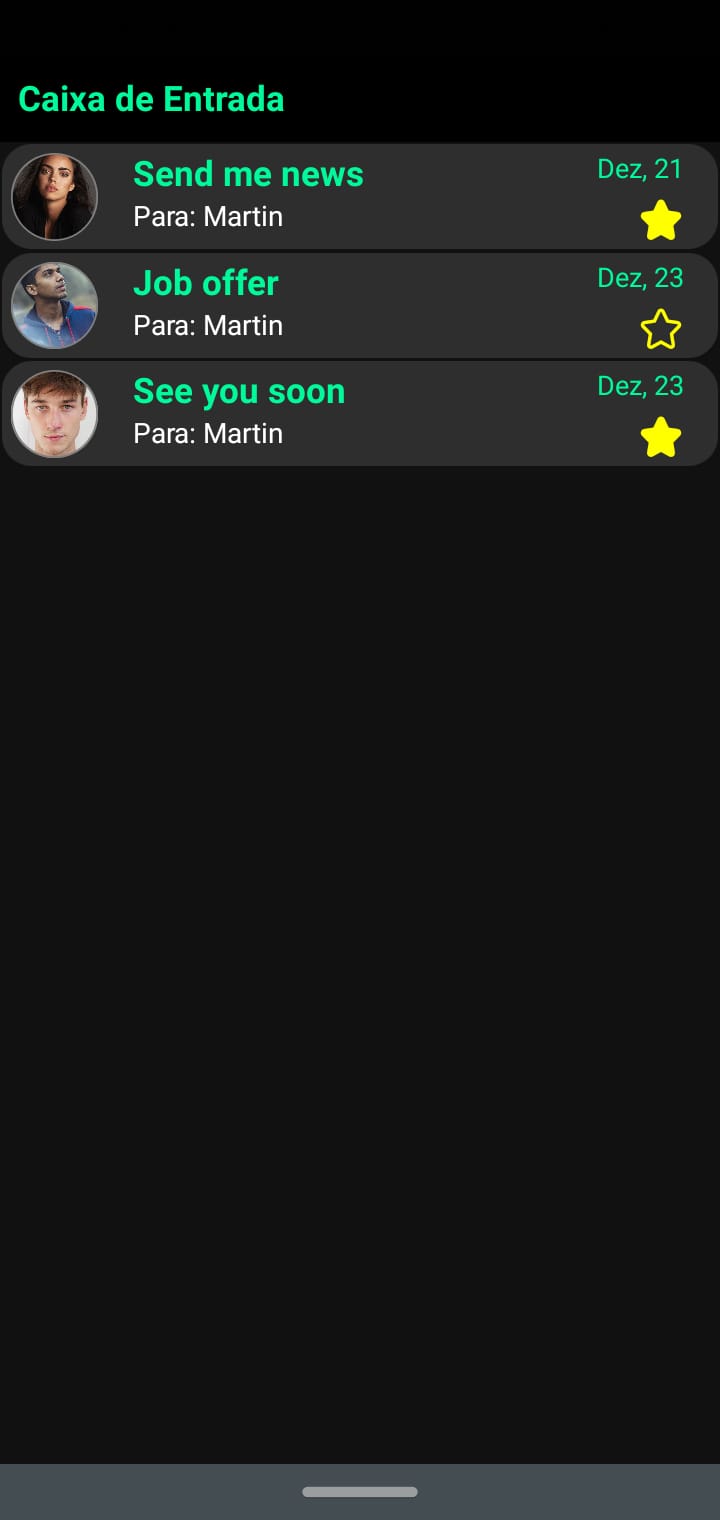 Caixa de Entrada
Send me news
Dez, 21
Para: Martin
Job offer
Dez, 23
Para: Martin
See you soon
Dez, 23
Para: Martin